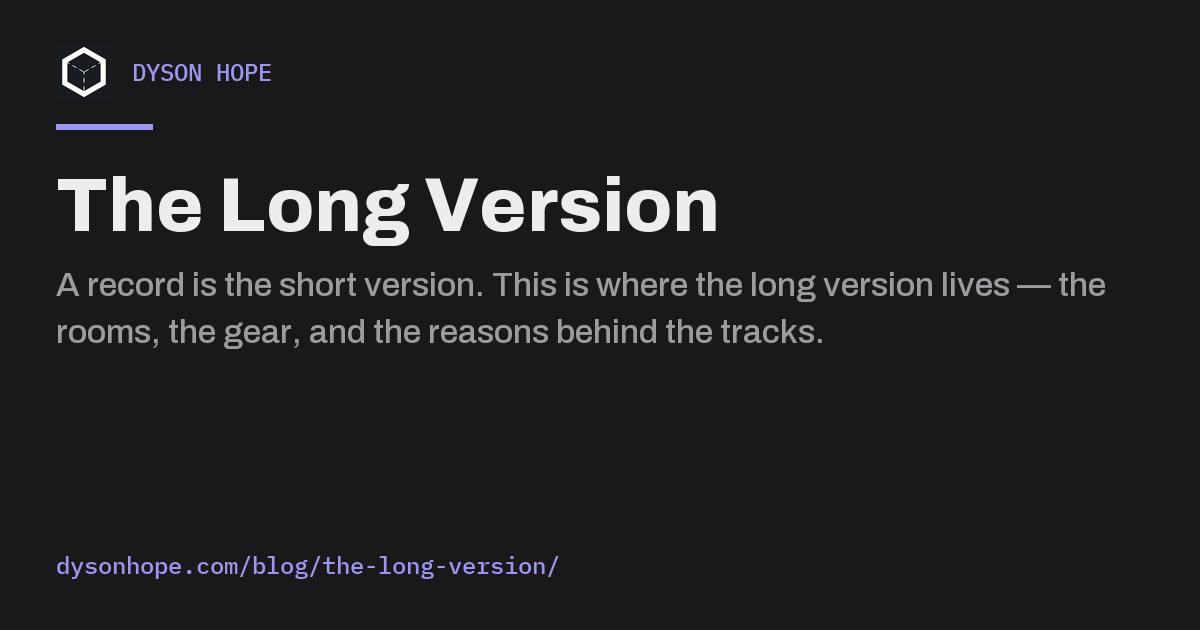 DYSON HOPE
The Long Version
A record is the short version. This is where the long version lives — the
rooms, the gear, and the reasons behind the tracks.
dysonhope.com/blog/the-long-version/